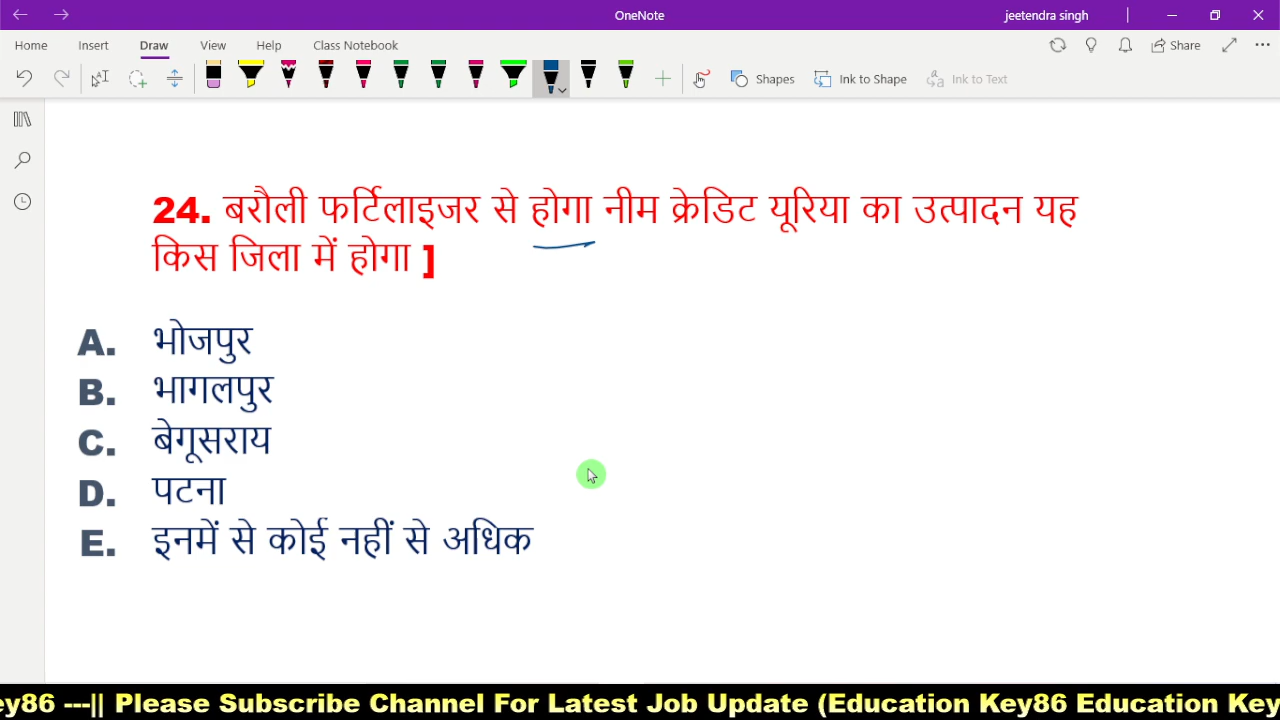 OneNote
jeetendra singh
Home Insert Draw View Help Class Notebook
Share
Shapes Ink to Shape Ink to Text
24. बरौली फर्टिलाइजर से होगा नीम क्रेडिट यूरिया का उत्पादन यह
किस जिला में होगा ]
A. भोजपुर
B. भागलपुर
C. बेगूसराय
D. पटना
E. इनमें से कोई नहीं से अधिक
ey86 ---|| Please Subscribe Channel For Latest Job Update (Education Key86 Education Key